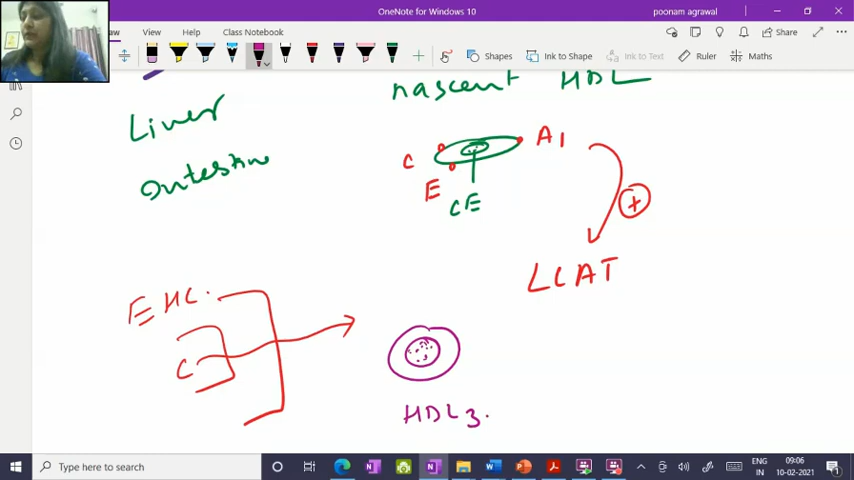 OneNote for Windows 10
poonam agrawal
aw View Help Class Notebook
Share
Shapes Ink to Shape Ink to Text Ruler Maths
nascent HDL
Liver
Intestine
A1
C
E
CE
+
LCAT
EHC.
C
HDL3.
Type here to search
ENG
IN
09:06
10-02-2021